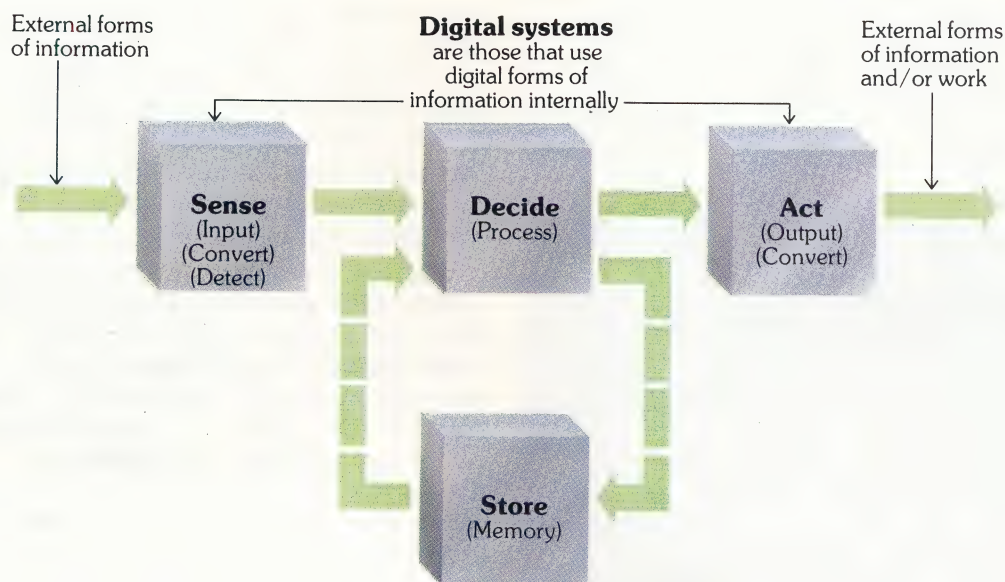 External forms
of information
Digital systems
are those that use
digital forms of
information internally
External forms
of information
and/or work
Sense
(Input)
(Convert)
(Detect)
Decide
(Process)
Act
(Output)
(Convert)
Store
(Memory)